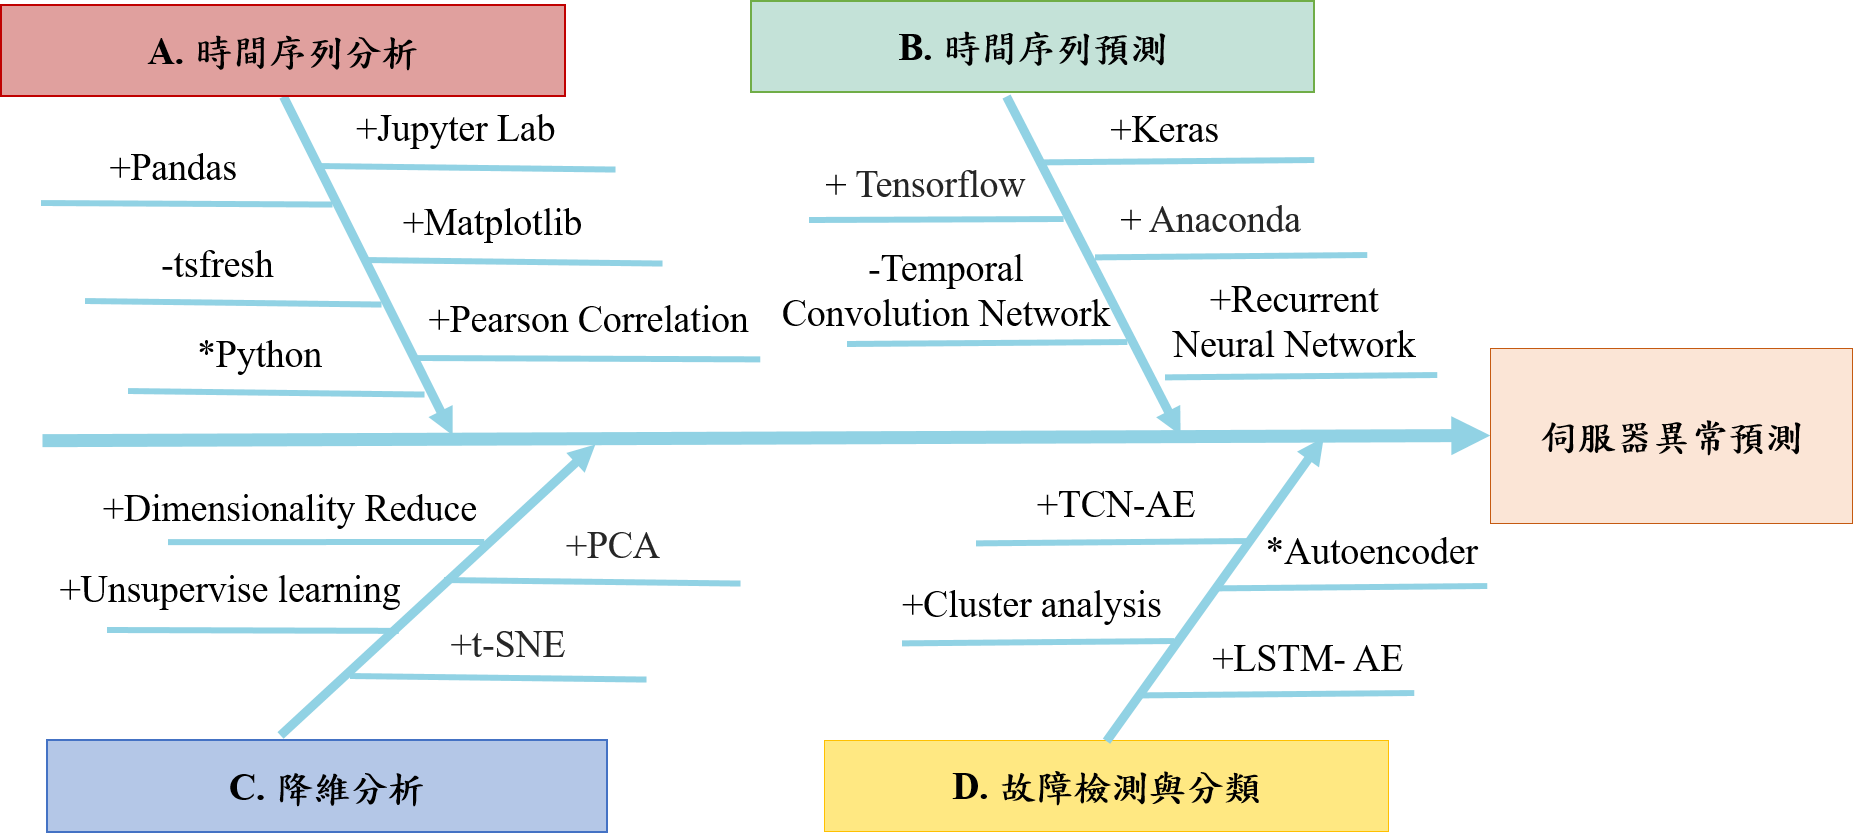 A. 時間序列分析
B. 時間序列預測
+Jupyter Lab
+Pandas
+Matplotlib
-tsfresh
+Pearson Correlation
*Python
+Keras
+ Tensorflow
+ Anaconda
-Temporal
Convolution Network
+Recurrent
Neural Network
伺服器異常預測
+Dimensionality Reduce
+PCA
+Unsupervise learning
+t-SNE
+TCN-AE
*Autoencoder
+Cluster analysis
+LSTM- AE
C. 降維分析
D. 故障檢測與分類